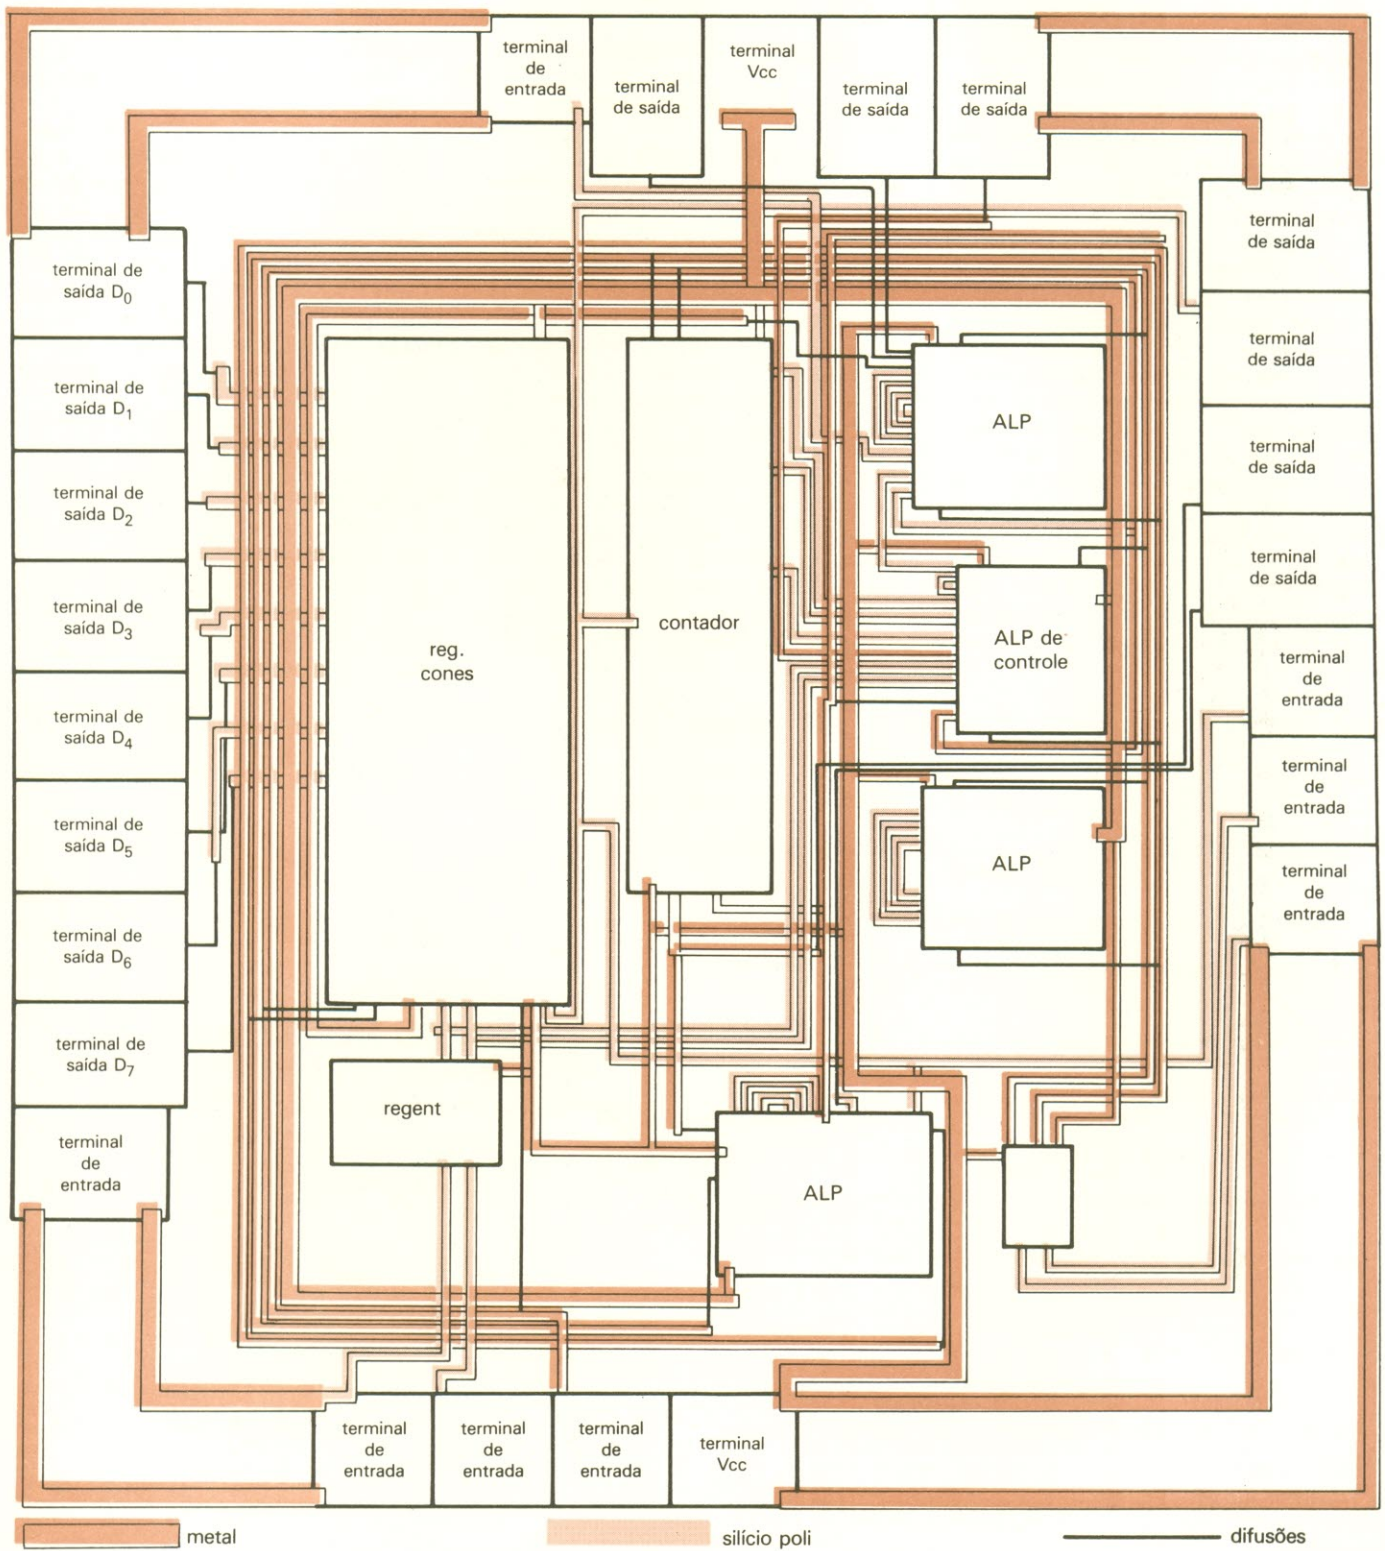 terminal
de
entrada
terminal
de saída
terminal
Vcc
terminal
de saída
terminal
de saída
terminal de
saída D0
terminal de
saída D1
terminal de
saída D2
terminal de
saída D3
terminal de
saída D4
terminal de
saída D5
terminal de
saída D6
terminal de
saída D7
terminal
de
entrada
reg.
cones
contador
regent
ALP
ALP de
controle
ALP
ALP
terminal
de saída
terminal
de saída
terminal
de saída
terminal
de saída
terminal
de
entrada
terminal
de
entrada
terminal
de
entrada
terminal
de
entrada
terminal
de
entrada
terminal
de
entrada
terminal
Vcc
metal
silício poli
difusões